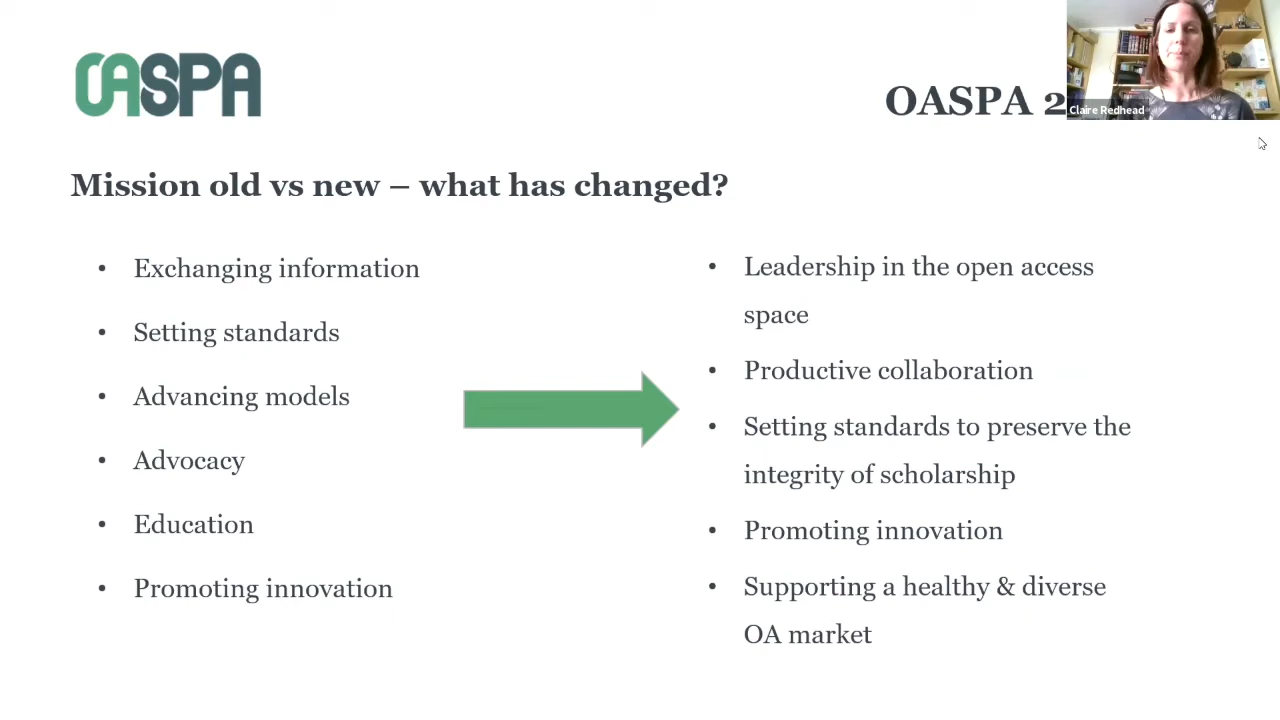 OASPA
OASPA 2
Claire Redhead
Mission old vs new – what has changed?
• Exchanging information
• Setting standards
• Advancing models
• Advocacy
• Education
• Promoting innovation
• Leadership in the open access
space
• Productive collaboration
• Setting standards to preserve the
integrity of scholarship
• Promoting innovation
• Supporting a healthy & diverse
OA market